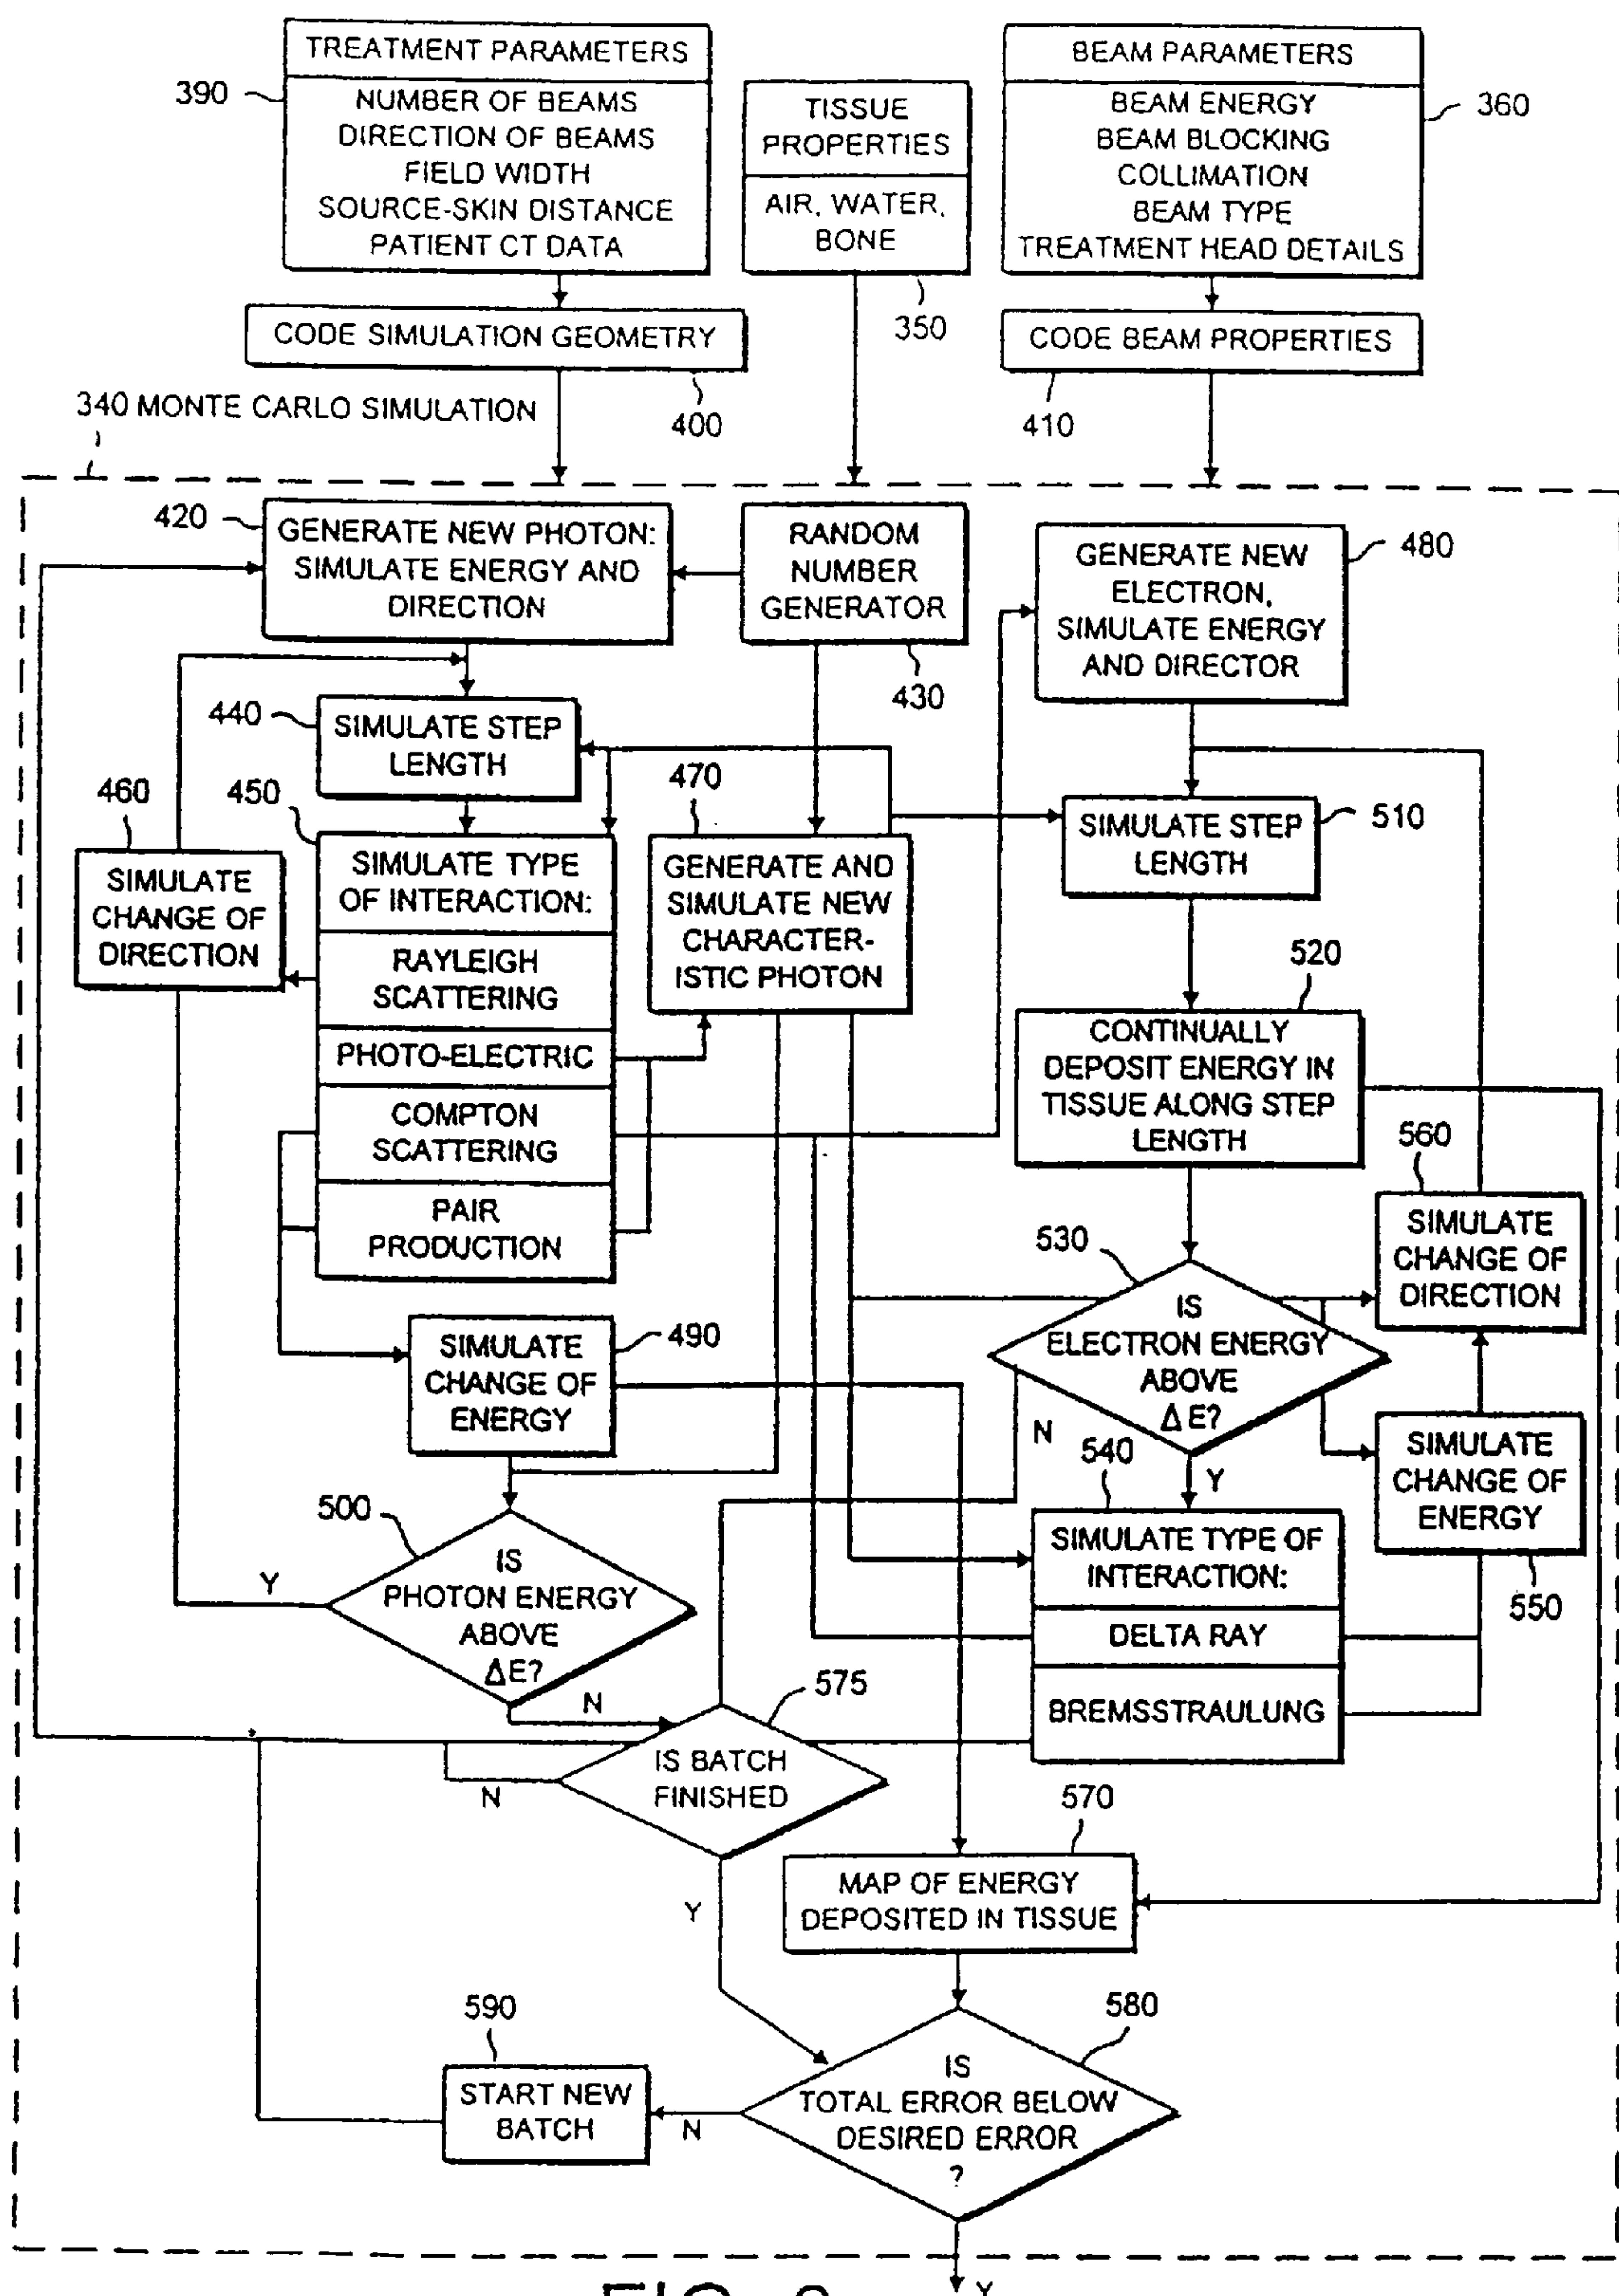 TREATMENT PARAMETERS
390
NUMBER OF BEAMS
DIRECTION OF BEAMS
FIELD WIDTH
SOURCE-SKIN DISTANCE
PATIENT CT DATA
TISSUE
PROPERTIES
AIR, WATER,
BONE
350
BEAM PARAMETERS
BEAM ENERGY
BEAM BLOCKING
COLLIMATION
BEAM TYPE
TREATMENT HEAD DETAILS
360
CODE SIMULATION GEOMETRY
400
CODE BEAM PROPERTIES
410
340 MONTE CARLO SIMULATION
420
GENERATE NEW PHOTON:
SIMULATE ENERGY AND
DIRECTION
RANDOM
NUMBER
GENERATOR
430
GENERATE NEW
ELECTRON,
SIMULATE ENERGY
AND DIRECTOR
480
440
SIMULATE STEP
LENGTH
460
SIMULATE
CHANGE OF
DIRECTION
450
SIMULATE TYPE
OF INTERACTION:
RAYLEIGH
SCATTERING
PHOTO-ELECTRIC
COMPTON
SCATTERING
PAIR
PRODUCTION
470
GENERATE AND
SIMULATE NEW
CHARACTER-
ISTIC PHOTON
SIMULATE STEP
LENGTH
510
520
CONTINUALLY
DEPOSIT ENERGY IN
TISSUE ALONG STEP
LENGTH
530
IS
ELECTRON ENERGY
ABOVE
ΔE?
N
Y
560
SIMULATE
CHANGE OF
DIRECTION
SIMULATE
CHANGE OF
ENERGY
490
SIMULATE
CHANGE OF
ENERGY
550
540
SIMULATE TYPE OF
INTERACTION:
DELTA RAY
BREMSSTRAULUNG
500
IS
PHOTON ENERGY
ABOVE
ΔE?
Y
N
575
IS BATCH
FINISHED
N
Y
570
MAP OF ENERGY
DEPOSITED IN TISSUE
580
IS
TOTAL ERROR BELOW
DESIRED ERROR
?
N
590
START NEW
BATCH
Y